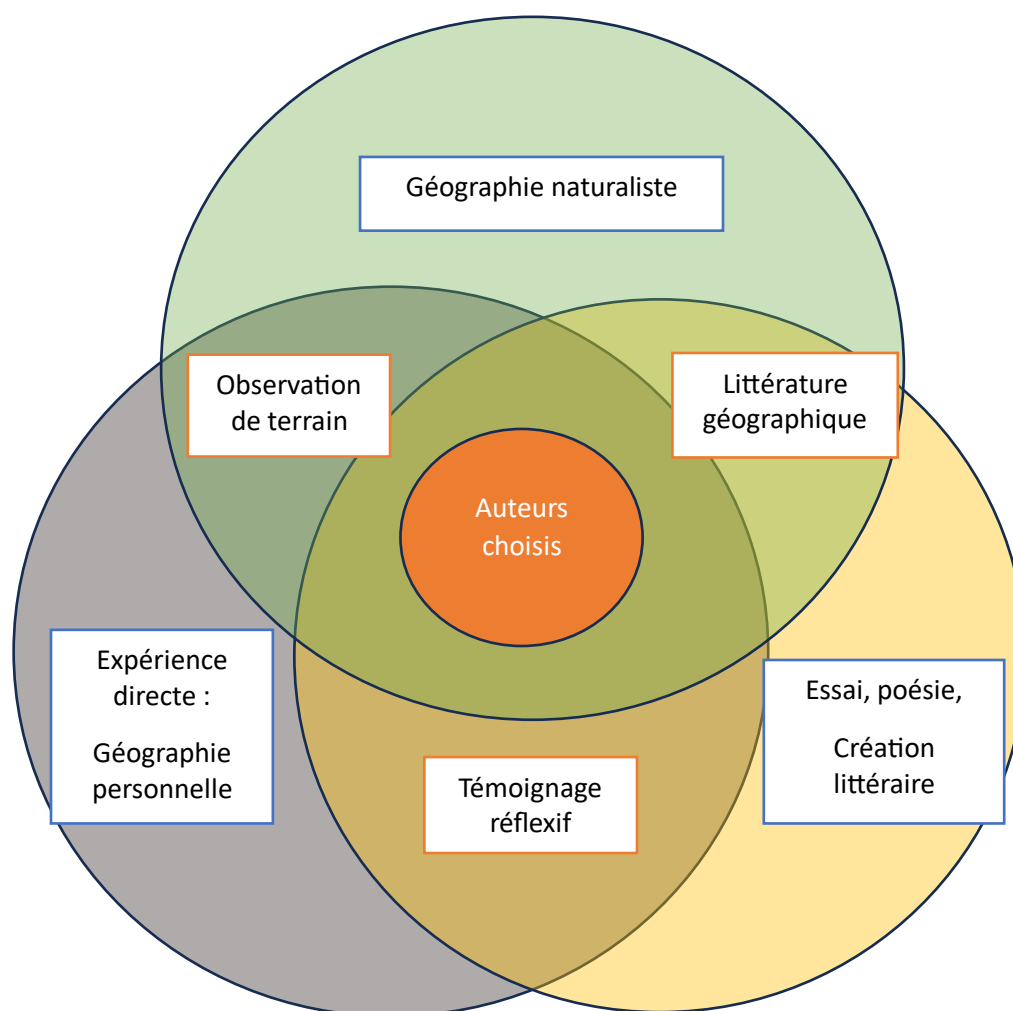 Géographie naturaliste
Observation
de terrain
Littérature
géographique
Auteurs
choisis
Expérience
directe :
Géographie
personnelle
Essai, poésie,
Création
littéraire
Témoignage
réflexif